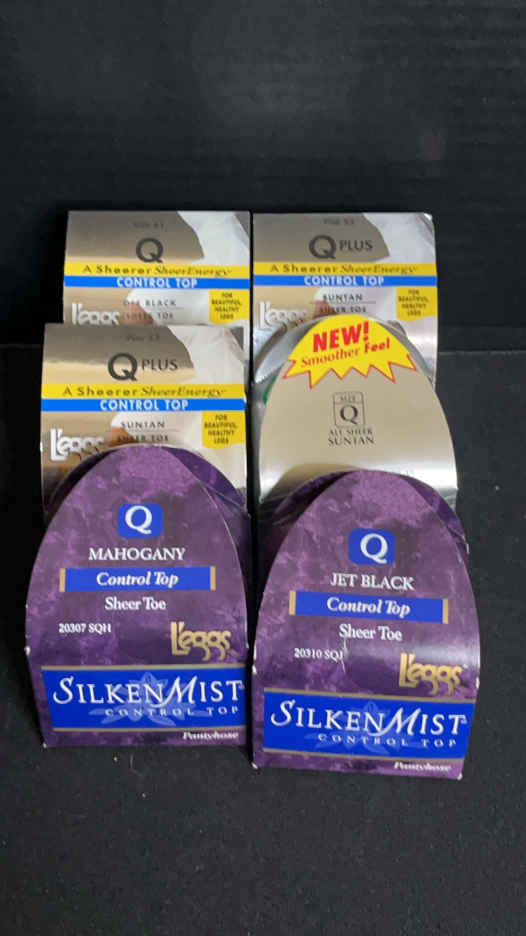 Q
A Sheerer SheerEnergy
CONTROL TOP
OFF BLACK
SHEER TOE
L'eggs
FOR
BEAUTIFUL,
HEALTHY
LEGS
Q PLUS
A Sheerer SheerEnergy
CONTROL TOP
SUNTAN
SHEER TOE
L'eggs
FOR
BEAUTIFUL,
HEALTHY
LEGS
Q PLUS
A Sheerer SheerEnergy
CONTROL TOP
SUNTAN
SHEER TOE
L'eggs
FOR
BEAUTIFUL,
HEALTHY
LEGS
NEW!
Smoother Feel
SIZE
Q
ALL SHEER
SUNTAN
Q
MAHOGANY
Control Top
Sheer Toe
20307 SQH
L'eggs
SILKEN MIST
CONTROL TOP
Pantyhose
Q
JET BLACK
Control Top
Sheer Toe
20310 SQJ
L'eggs
SILKEN MIST
CONTROL TOP
Pantyhose